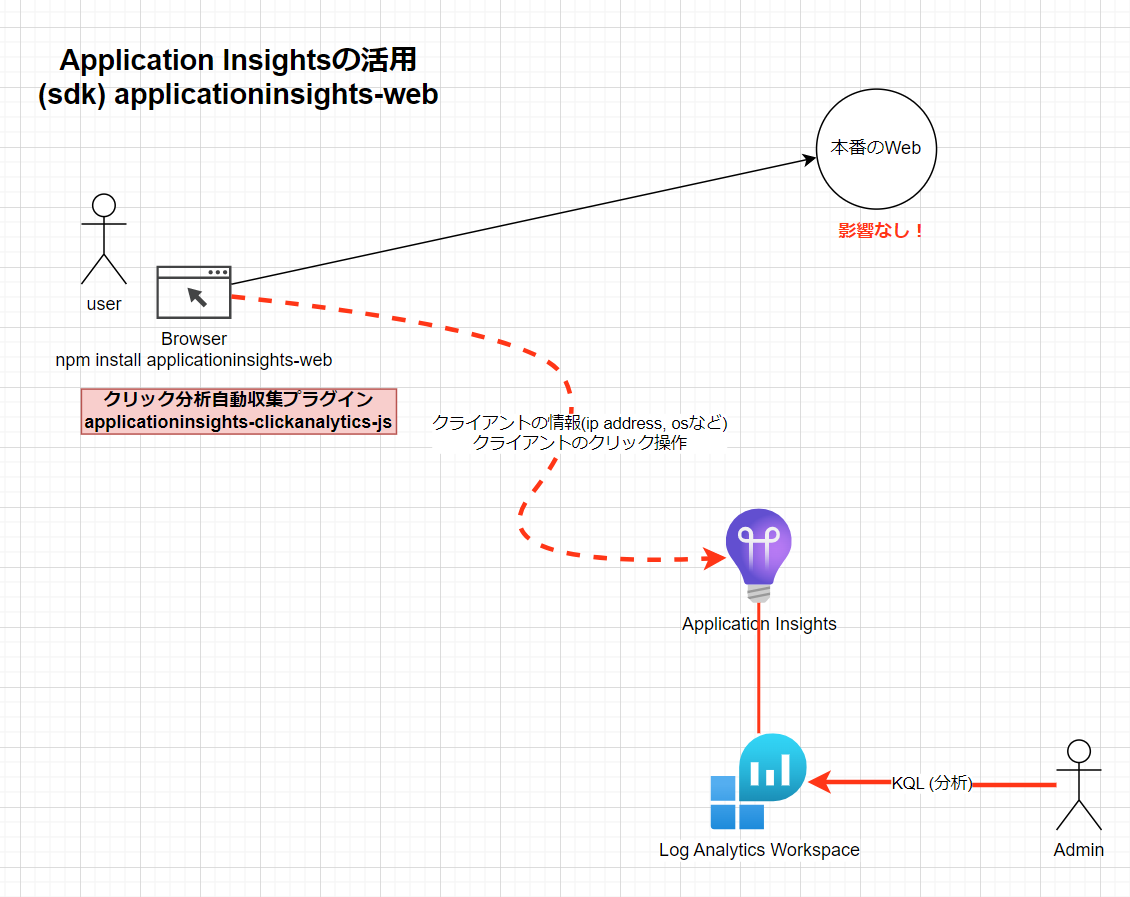 Application Insightsの活用
(sdk) applicationinsights-web
本番のWeb
影響なし！
user
Browser
npm install applicationinsights-web
クリック分析自動収集プラグイン
applicationinsights-clickanalytics-js
クライアントの情報(ip address, osなど)
クライアントのクリック操作
Application Insights
KQL (分析)
Log Analytics Workspace
Admin